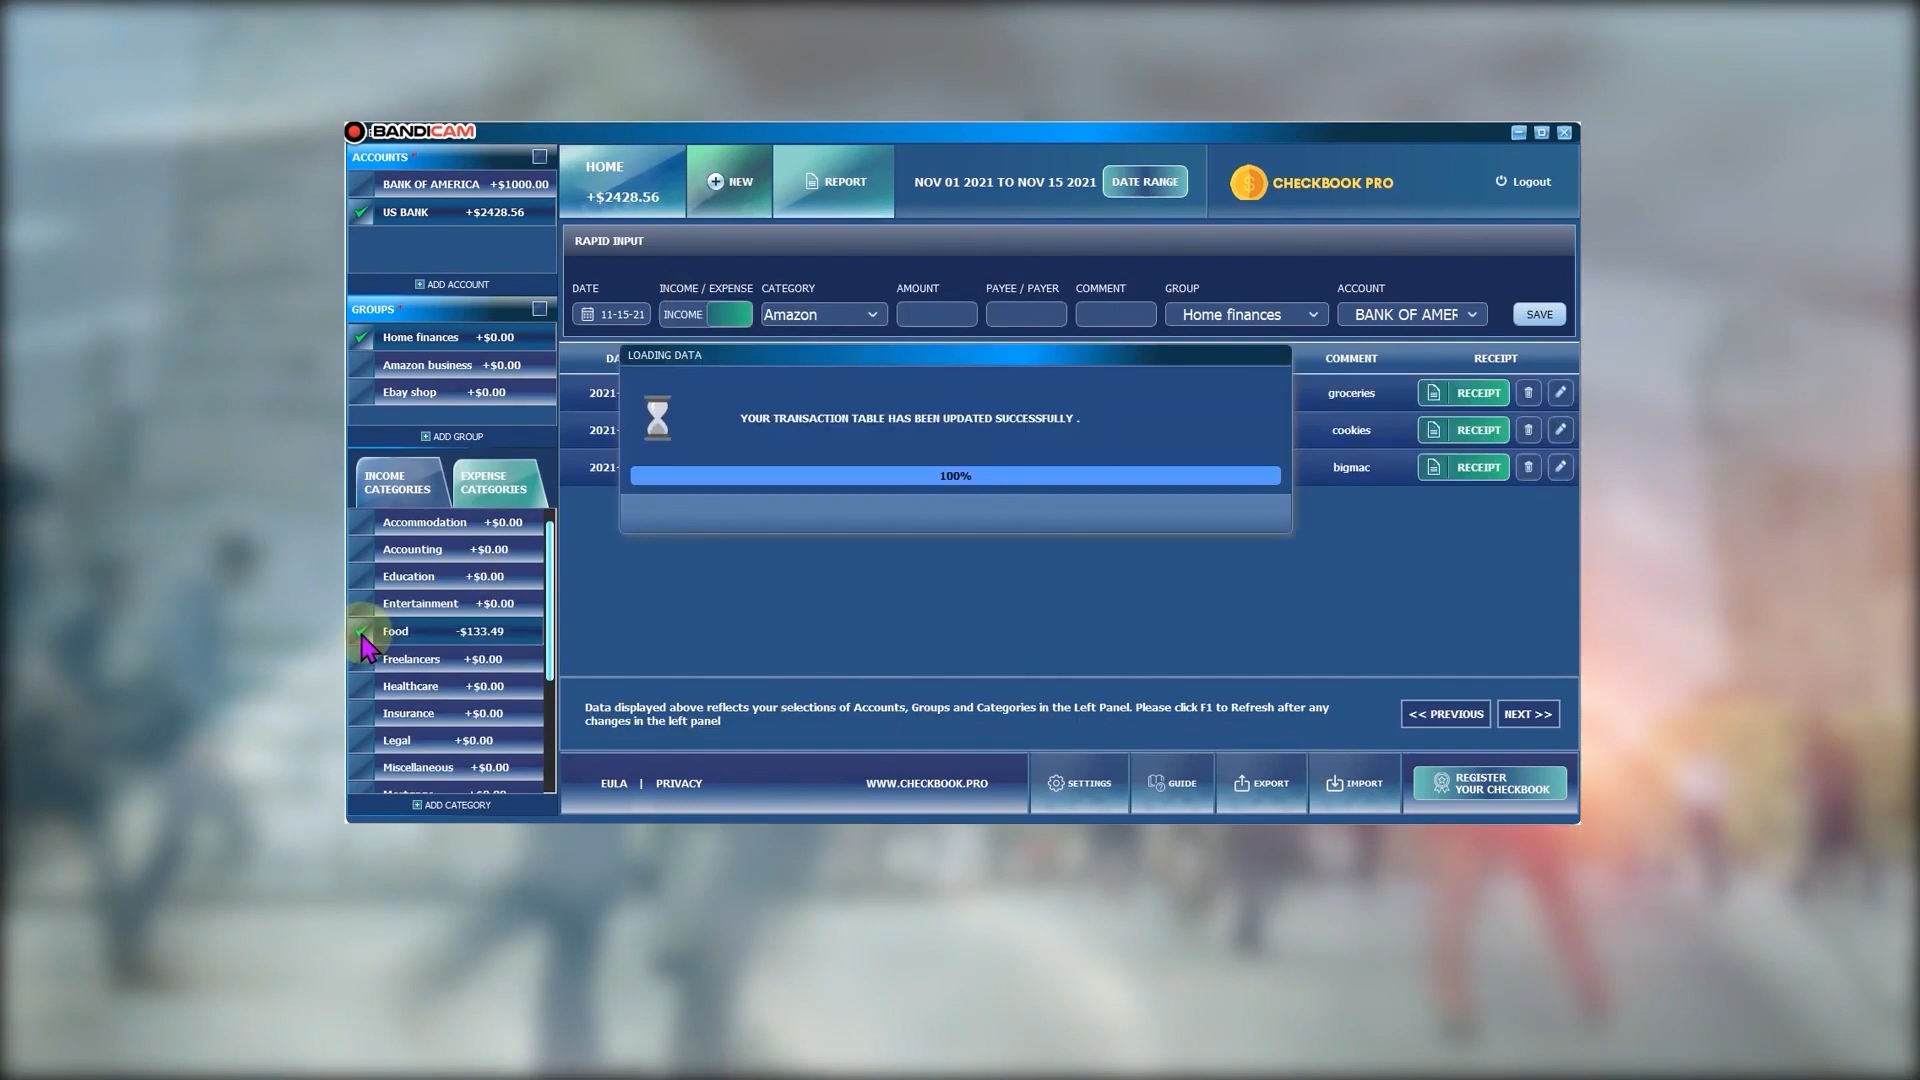 BANDICAM
ACCOUNTS *
BANK OF AMERICA +$1000.00
US BANK +$2428.56
ADD ACCOUNT
GROUPS *
Home finances +$0.00
Amazon business +$0.00
Ebay shop +$0.00
ADD GROUP
INCOME
CATEGORIES
EXPENSE
CATEGORIES
Accommodation +$0.00
Accounting +$0.00
Education +$0.00
Entertainment +$0.00
Food -$133.49
Freelancers +$0.00
Healthcare +$0.00
Insurance +$0.00
Legal +$0.00
Miscellaneous +$0.00
ADD CATEGORY
HOME
+$2428.56
NEW
REPORT
NOV 01 2021 TO NOV 15 2021
DATE RANGE
CHECKBOOK PRO
Logout
RAPID INPUT
DATE INCOME / EXPENSE CATEGORY AMOUNT PAYEE / PAYER COMMENT GROUP ACCOUNT
11-15-21 INCOME Amazon Home finances BANK OF AMER SAVE
DA COMMENT RECEIPT
2021- groceries RECEIPT
2021- cookies RECEIPT
2021- bigmac RECEIPT
LOADING DATA
YOUR TRANSACTION TABLE HAS BEEN UPDATED SUCCESSFULLY .
100%
Data displayed above reflects your selections of Accounts, Groups and Categories in the Left Panel. Please click F1 to Refresh after any
changes in the left panel
<< PREVIOUS
NEXT >>
EULA | PRIVACY
WWW.CHECKBOOK.PRO
SETTINGS
GUIDE
EXPORT
IMPORT
REGISTER
YOUR CHECKBOOK